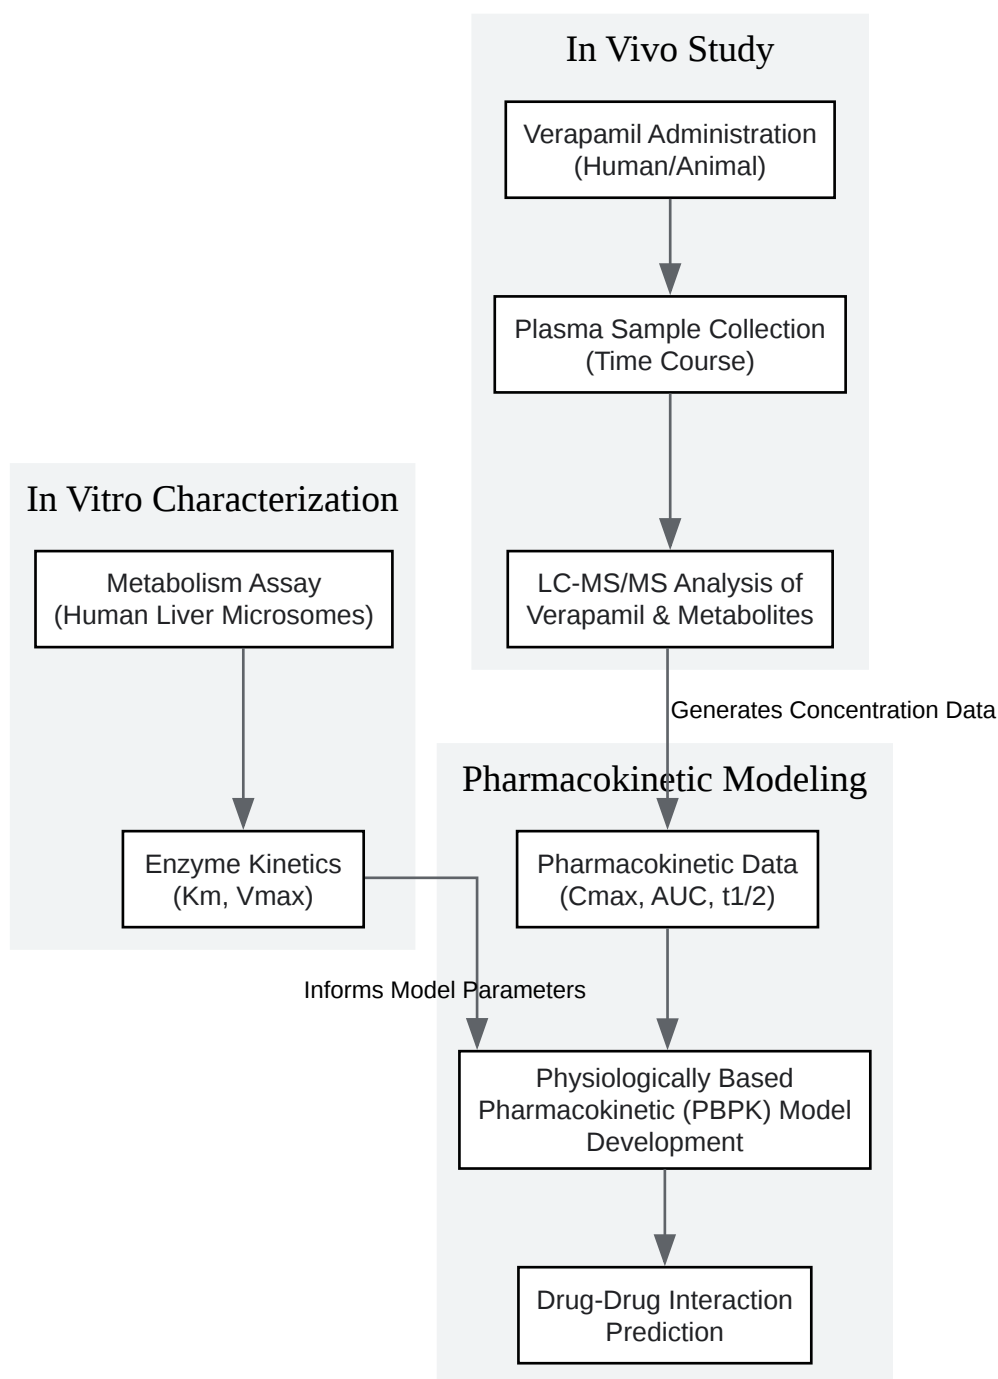 In Vivo Study
Verapamil Administration
(Human/Animal)
Plasma Sample Collection
(Time Course)
LC-MS/MS Analysis of
Verapamil & Metabolites
Generates Concentration Data
In Vitro Characterization
Metabolism Assay
(Human Liver Microsomes)
Enzyme Kinetics
(Km, Vmax)
Informs Model Parameters
Pharmacokinetic Modeling
Pharmacokinetic Data
(Cmax, AUC, t1/2)
Physiologically Based
Pharmacokinetic (PBPK) Model
Development
Drug-Drug Interaction
Prediction